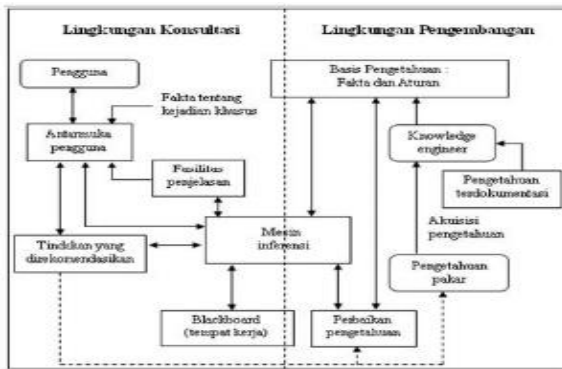 Lingkungan Konsultasi
Lingkungan Pengembangan
Pengguna
Fakta tentang
kejadian khusus
Antarmuka
pengguna
Fasilitas
penjelasan
Tindakan yang
direkomendasikan
Mesin
inferensi
Blackboard
(tempat kerja)
Basis Pengetahuan :
Fakta dan Aturan
Knowledge
engineer
Pengetahuan
terdokumentasi
Akuisisi
pengetahuan
Pengetahuan
pakar
Perbaikan
pengetahuan